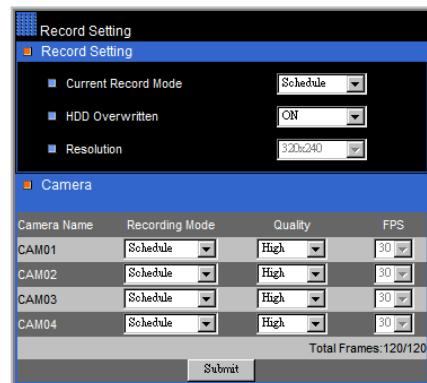 Record Setting
Record Setting
Current Record Mode Schedule
HDD Overwritten ON
Resolution 320x240
Camera
Camera Name Recording Mode Quality FPS
CAM01 Schedule High 30
CAM02 Schedule High 30
CAM03 Schedule High 30
CAM04 Schedule High 30
Total Frames:120/120
Submit